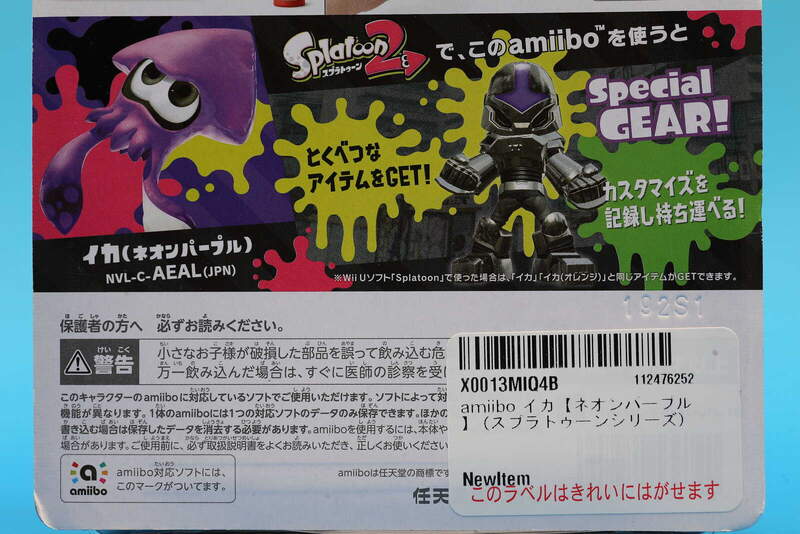 Splatoon 2
スプラトゥーン
で、このamiibo™を使うと
Special
GEAR!
とくべつな
アイテムをGET!
カスタマイズを
記録し持ち運べる!
イカ(ネオンパープル)
NVL-C-AEAL(JPN)
※Wii Uソフト「Splatoon」で使った場合は、「イカ」「イカ(オレンジ)」と同じアイテムがGETできます。
192S1
保護者の方へ 必ずお読みください。
警告
小さなお子様が破損した部品を誤って飲み込む危
万一飲み込んだ場合は、すぐに医師の診察を受け
このキャラクターのamiiboに対応しているソフトでご使用いただけます。ソフトによって対
機能が異なります。1体のamiiboには1つの対応ソフトのデータのみ保存できます。ほかの
書き込む場合は保存したデータを消去する必要があります。amiiboを使用するには、本体や
場合があります。ご使用前に、必ず取扱説明書をよくお読みいただき、正しくお使いください
amiibo
amiibo対応ソフトには、
このマークがついてます。
amiiboは任天堂の商標です
任天
X0013MIQ4B
112476252
amiibo イカ【ネオンパープル
】(スプラトゥーンシリーズ)
NewItem
このラベルはきれいにはがせます